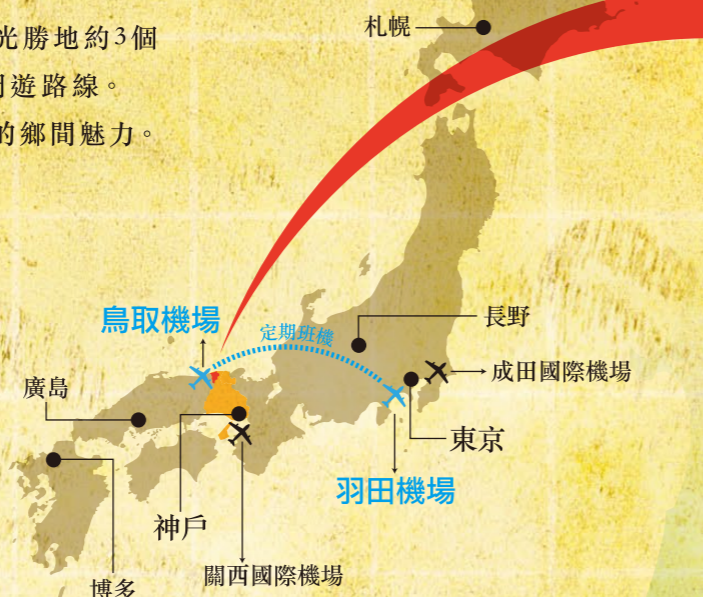 光勝地約3個
遊路線。
的鄉間魅力。
札幌
鳥取機場
定期班機
長野
成田國際機場
廣島
東京
羽田機場
神戶
關西國際機場
博多